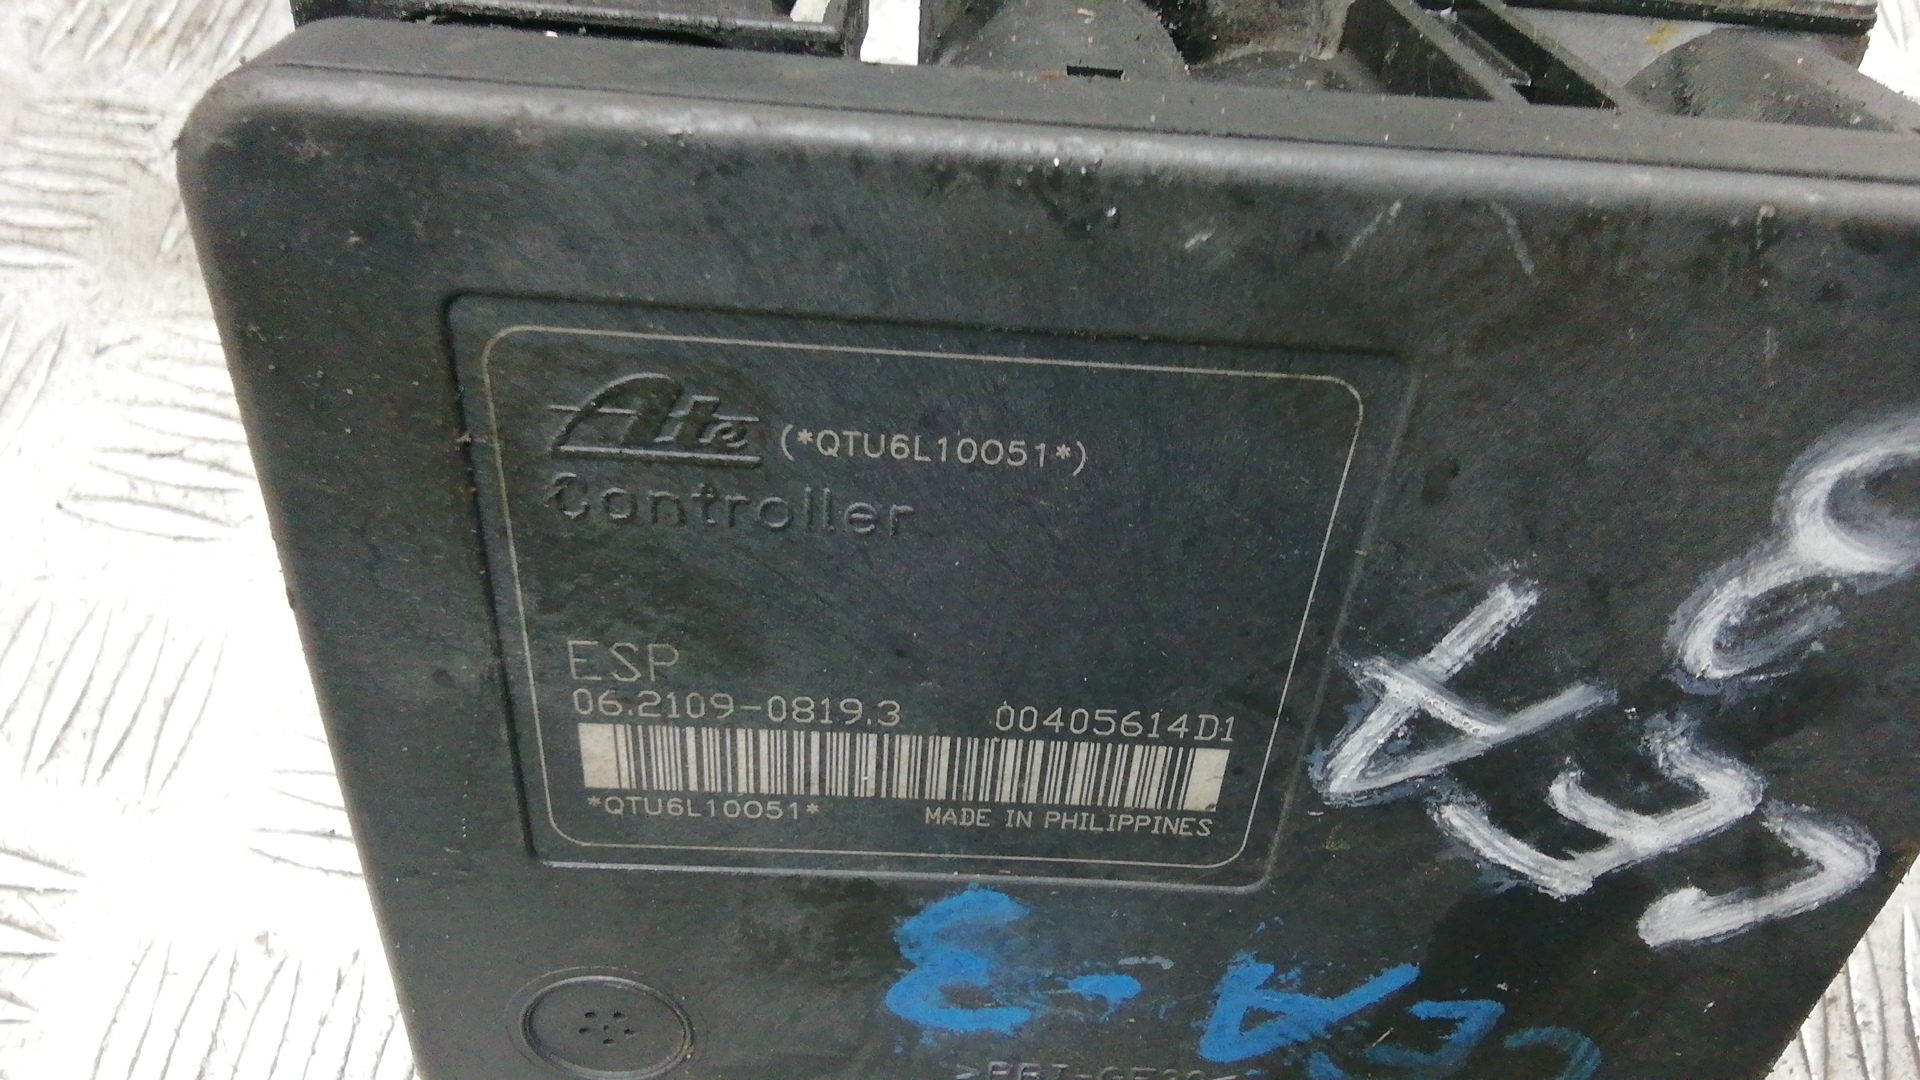 Ate (*QTU6L10051*)
Controller
ESP
06.2109-0819.3 00405614D1
*QTU6L10051* MADE IN PHILIPPINES